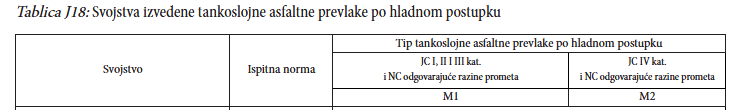 Tablica J18: Svojstva izvedene tankoslojne asfaltne prevlake po hladnom postupku
Svojstvo
Ispitna norma
Tip tankoslojne asfaltne prevlake po hladnom postupku
JC I, II I III kat.
i NC odgovarajuće razine prometa
JC IV kat.
i NC odgovarajuće razine prometa
M1
M2